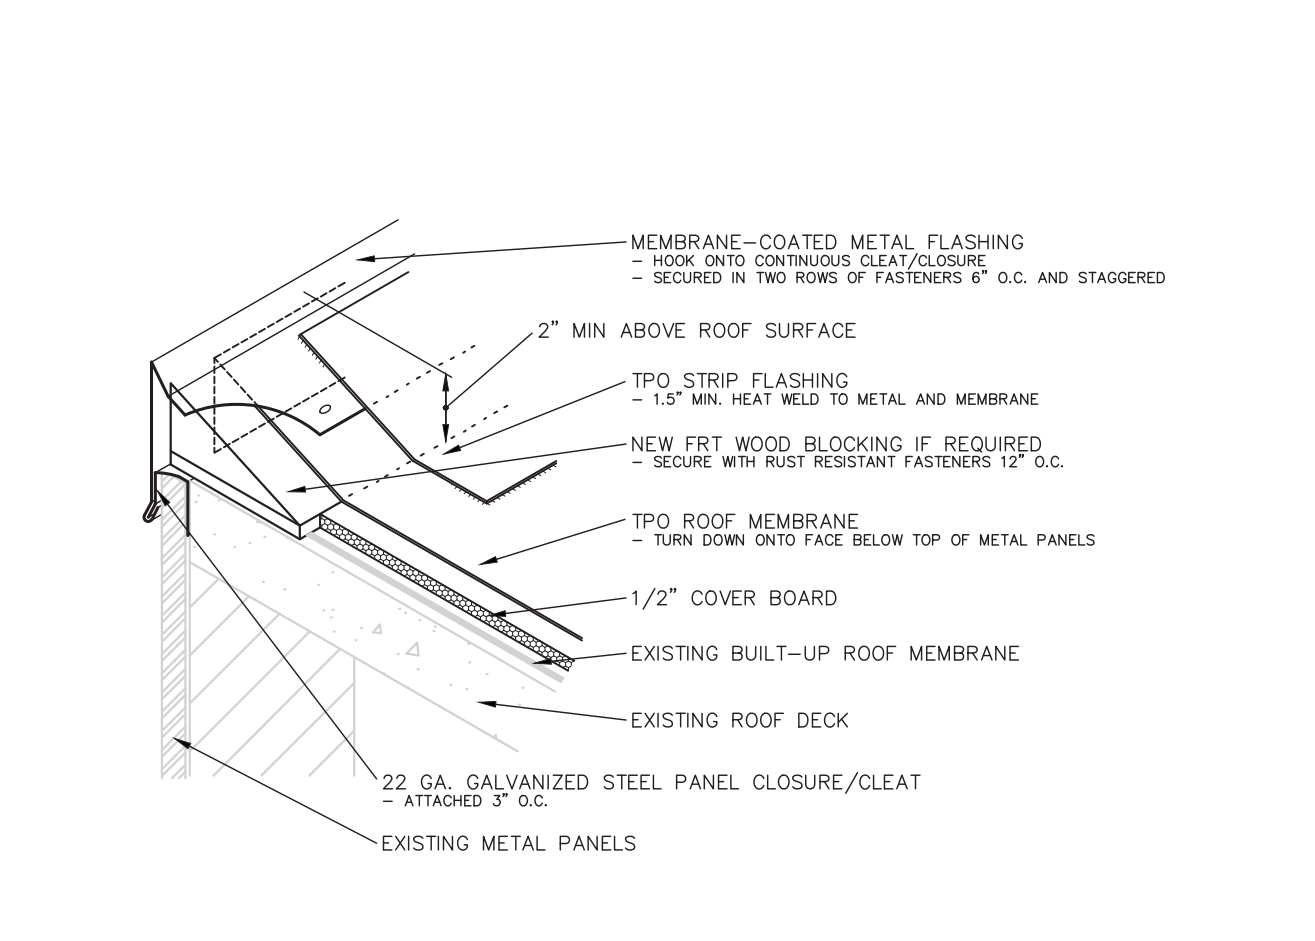 MEMBRANE-COATED METAL FLASHING
- HOOK ONTO CONTINUOUS CLEAT/CLOSURE
- SECURED IN TWO ROWS OF FASTENERS 6" O.C. AND STAGGERED
2" MIN ABOVE ROOF SURFACE
TPO STRIP FLASHING
- 1.5" MIN. HEAT WELD TO METAL AND MEMBRANE
NEW FRT WOOD BLOCKING IF REQUIRED
- SECURE WITH RUST RESISTANT FASTENERS 12" O.C.
TPO ROOF MEMBRANE
- TURN DOWN ONTO FACE BELOW TOP OF METAL PANELS
1/2" COVER BOARD
EXISTING BUILT-UP ROOF MEMBRANE
EXISTING ROOF DECK
22 GA. GALVANIZED STEEL PANEL CLOSURE/CLEAT
- ATTACHED 3" O.C.
EXISTING METAL PANELS